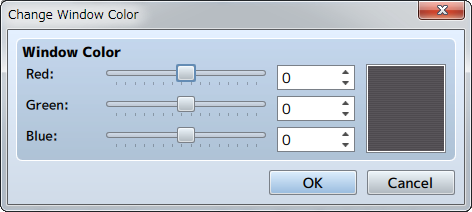 Change Window Color
Window Color
Red: 0
Green: 0
Blue: 0
OK Cancel